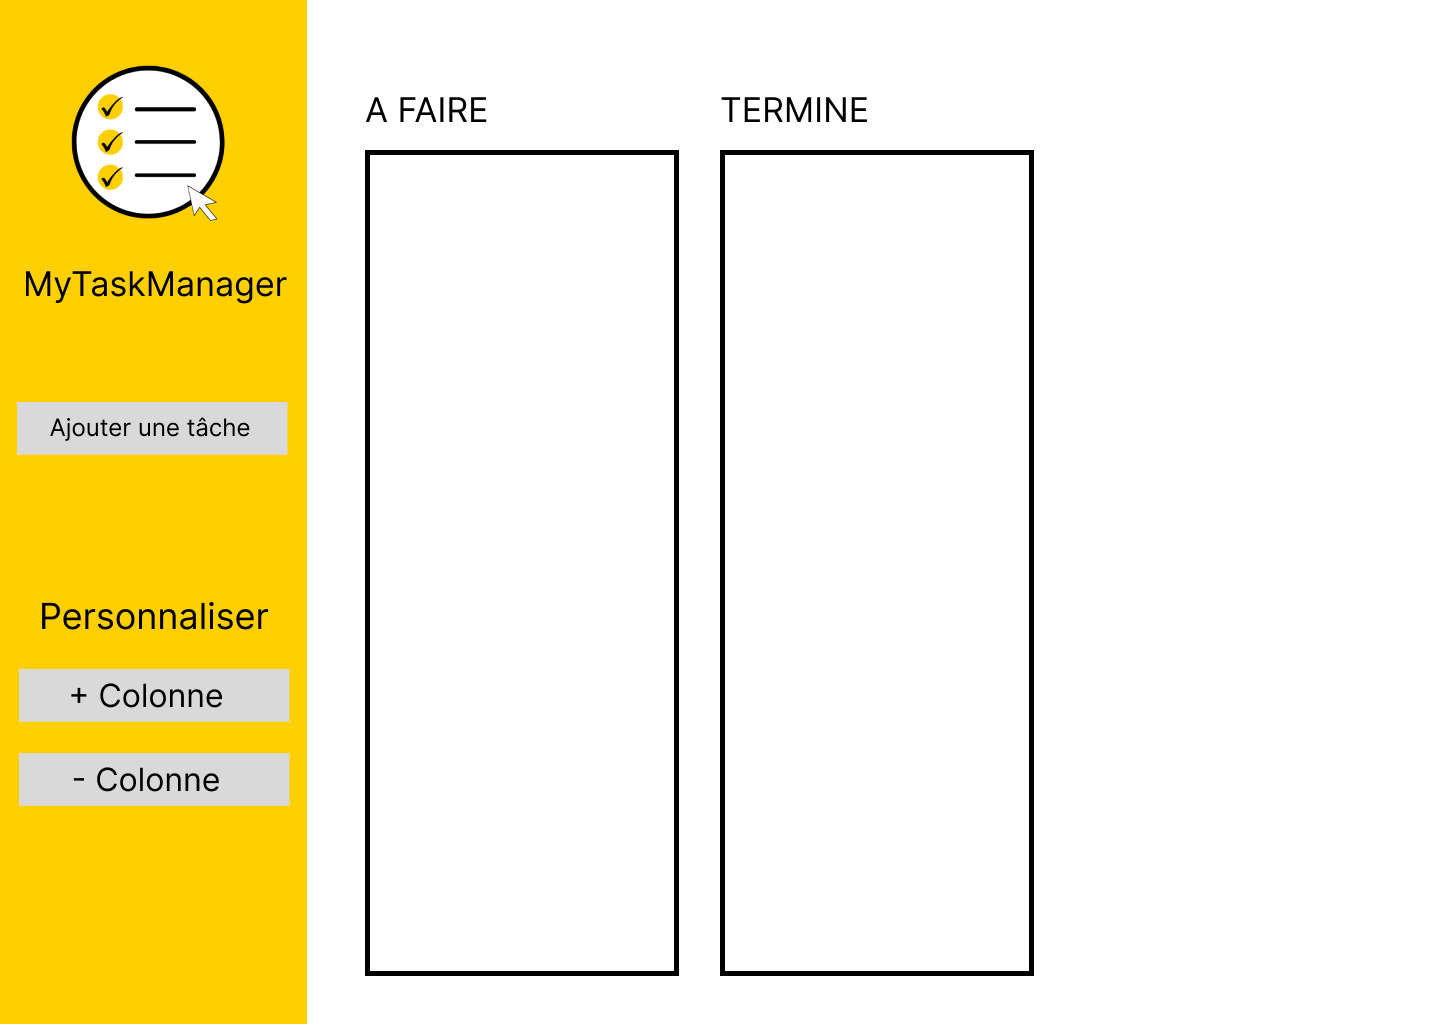 MyTaskManager
Ajouter une tâche
Personnaliser
+ Colonne
- Colonne
A FAIRE
TERMINE